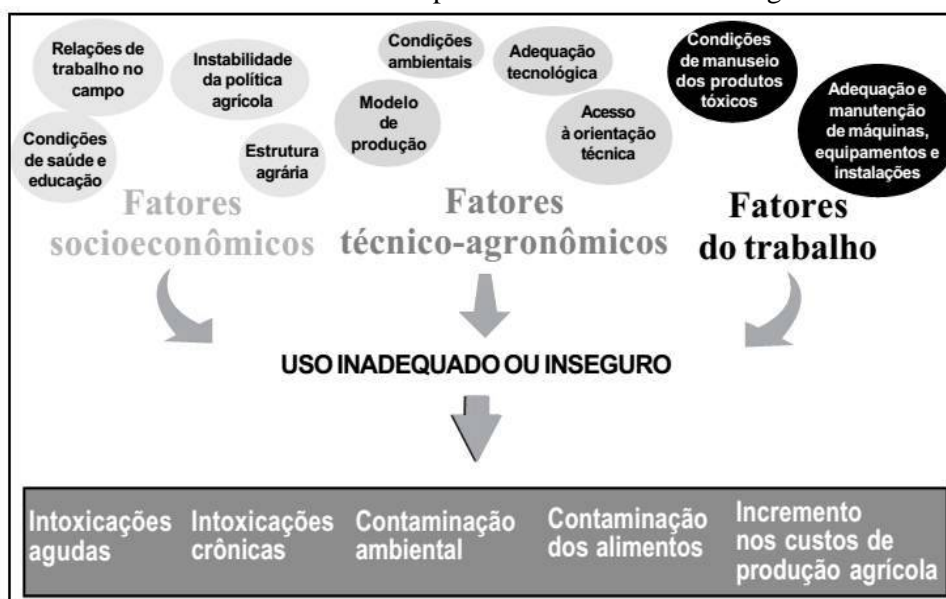 Relações de
trabalho no
campo
Instabilidade
da política
agrícola
Condições
de saúde e
educação
Estrutura
agrária
Fatores
socioeconômicos
Condições
ambientais
Adequação
tecnológica
Modelo
de
produção
Acesso
à orientação
técnica
Fatores
técnico-agronômicos
Condições
de manuseio
dos produtos
tóxicos
Adequação e
manutenção
de máquinas,
equipamentos e
instalações
Fatores
do trabalho
USO INADEQUADO OU INSEGURO
Intoxicações
agudas
Intoxicações
crônicas
Contaminação
ambiental
Contaminação
dos alimentos
Incremento
nos custos de
produção agrícola